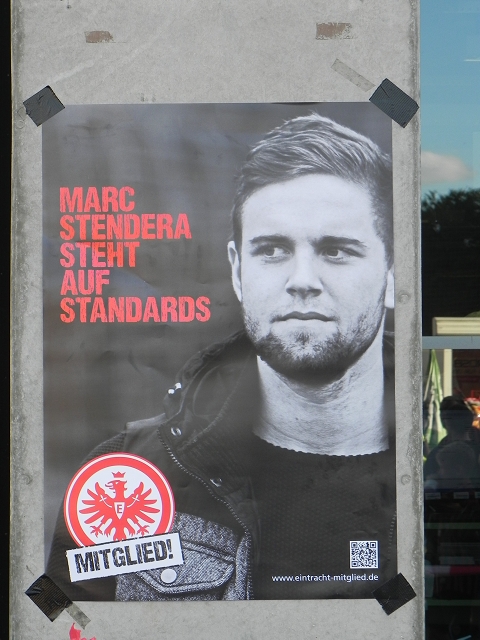 MARC
STENDERA
STEHT
AUF
STANDARDS
E
MITGLIED!
www.eintracht-mitglied.de